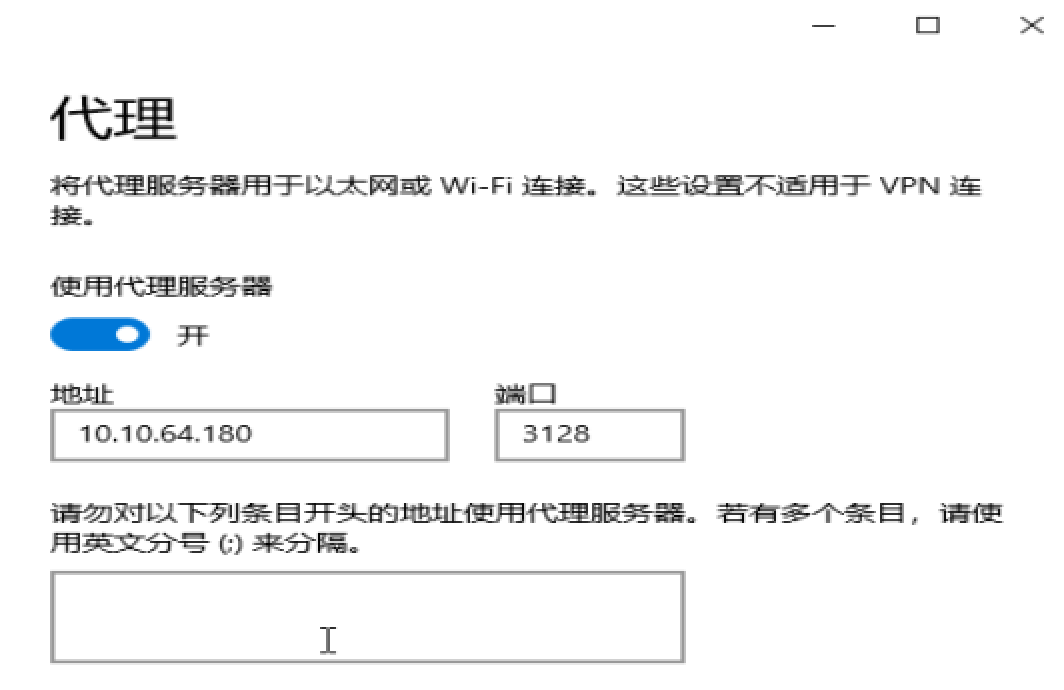 代理
将代理服务器用于以太网或 Wi-Fi 连接。这些设置不适用于 VPN 连
接。
使用代理服务器
开
地址 端口
10.10.64.180 3128
请勿对以下列条目开头的地址使用代理服务器。若有多个条目，请使
用英文分号 (;) 来分隔。